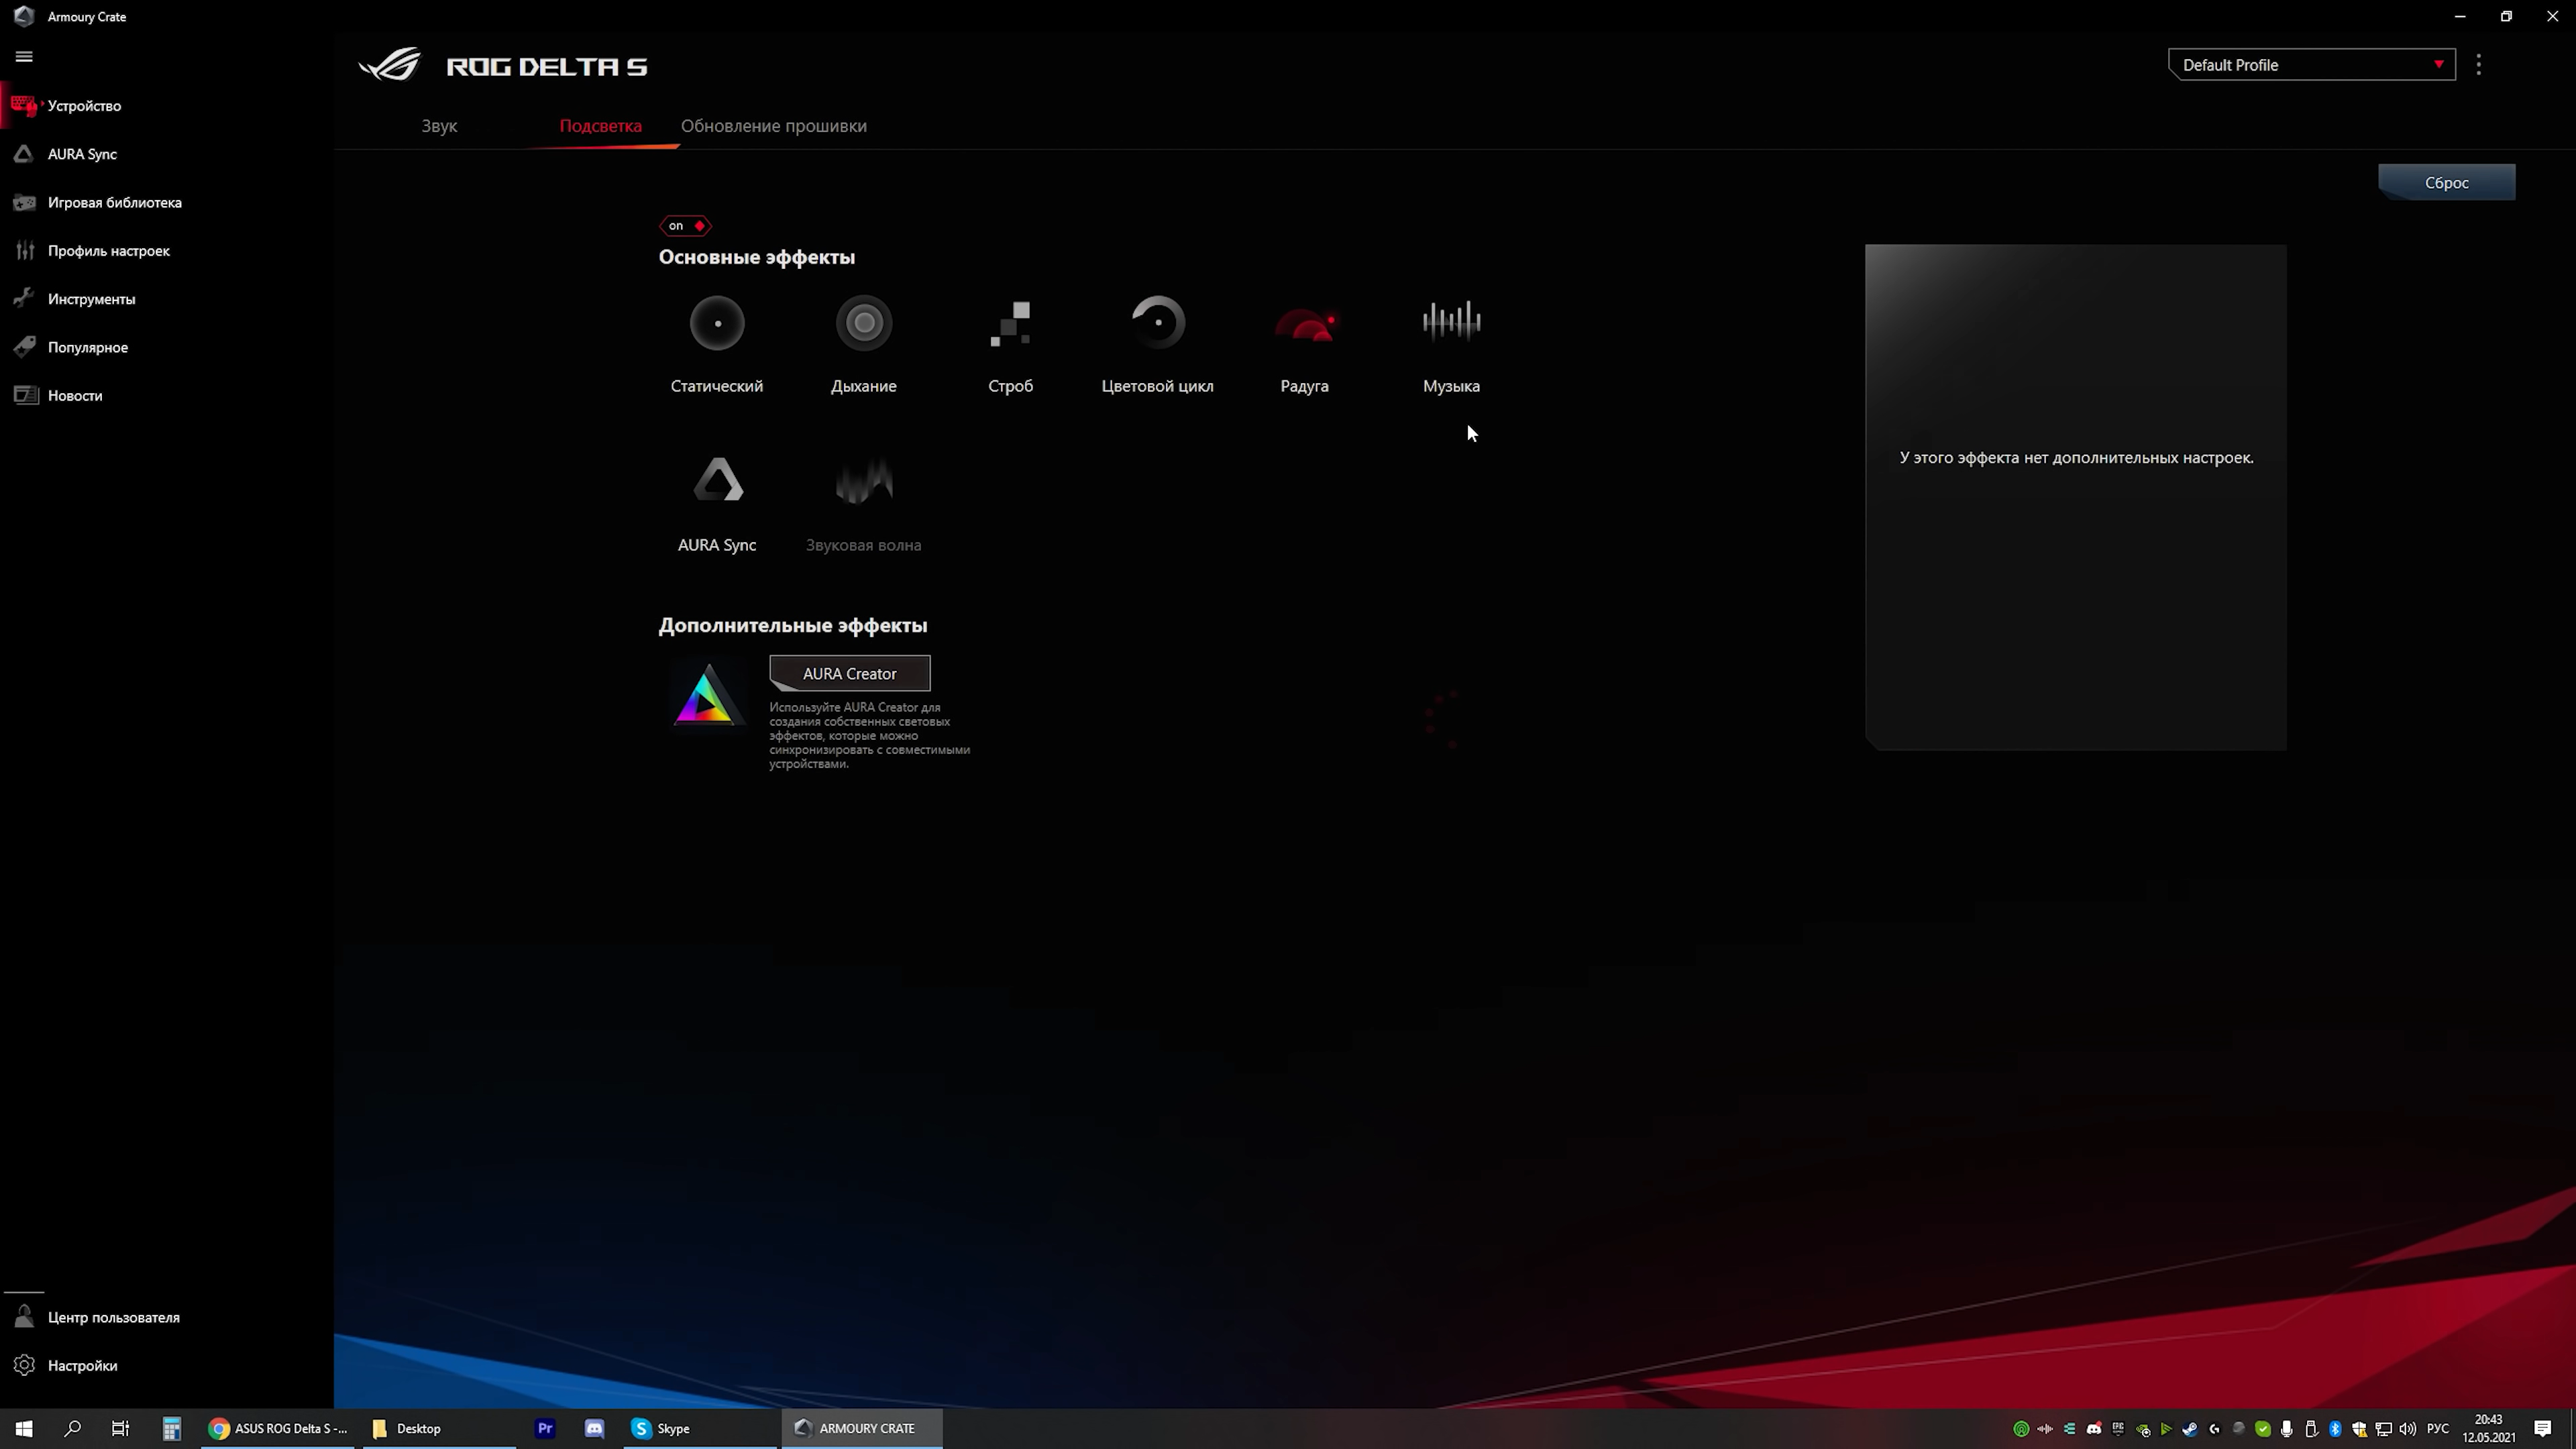 Armoury Crate
Устройство
AURA Sync
Игровая библиотека
Профиль настроек
Инструменты
Популярное
Новости
Центр пользователя
Настройки
ROG DELTA S
Default Profile
Звук
Подсветка
Обновление прошивки
Сброс
on
Основные эффекты
Статический
Дыхание
Строб
Цветовой цикл
Радуга
Музыка
AURA Sync
Звуковая волна
Дополнительные эффекты
AURA Creator
Используйте AURA Creator для
создания собственных световых
эффектов, которые можно
синхронизировать с совместимыми
устройствами.
У этого эффекта нет дополнительных настроек.
ASUS ROG Delta S -...
Desktop
Pr
Skype
ARMOURY CRATE
РУС
20:43
12.05.2021